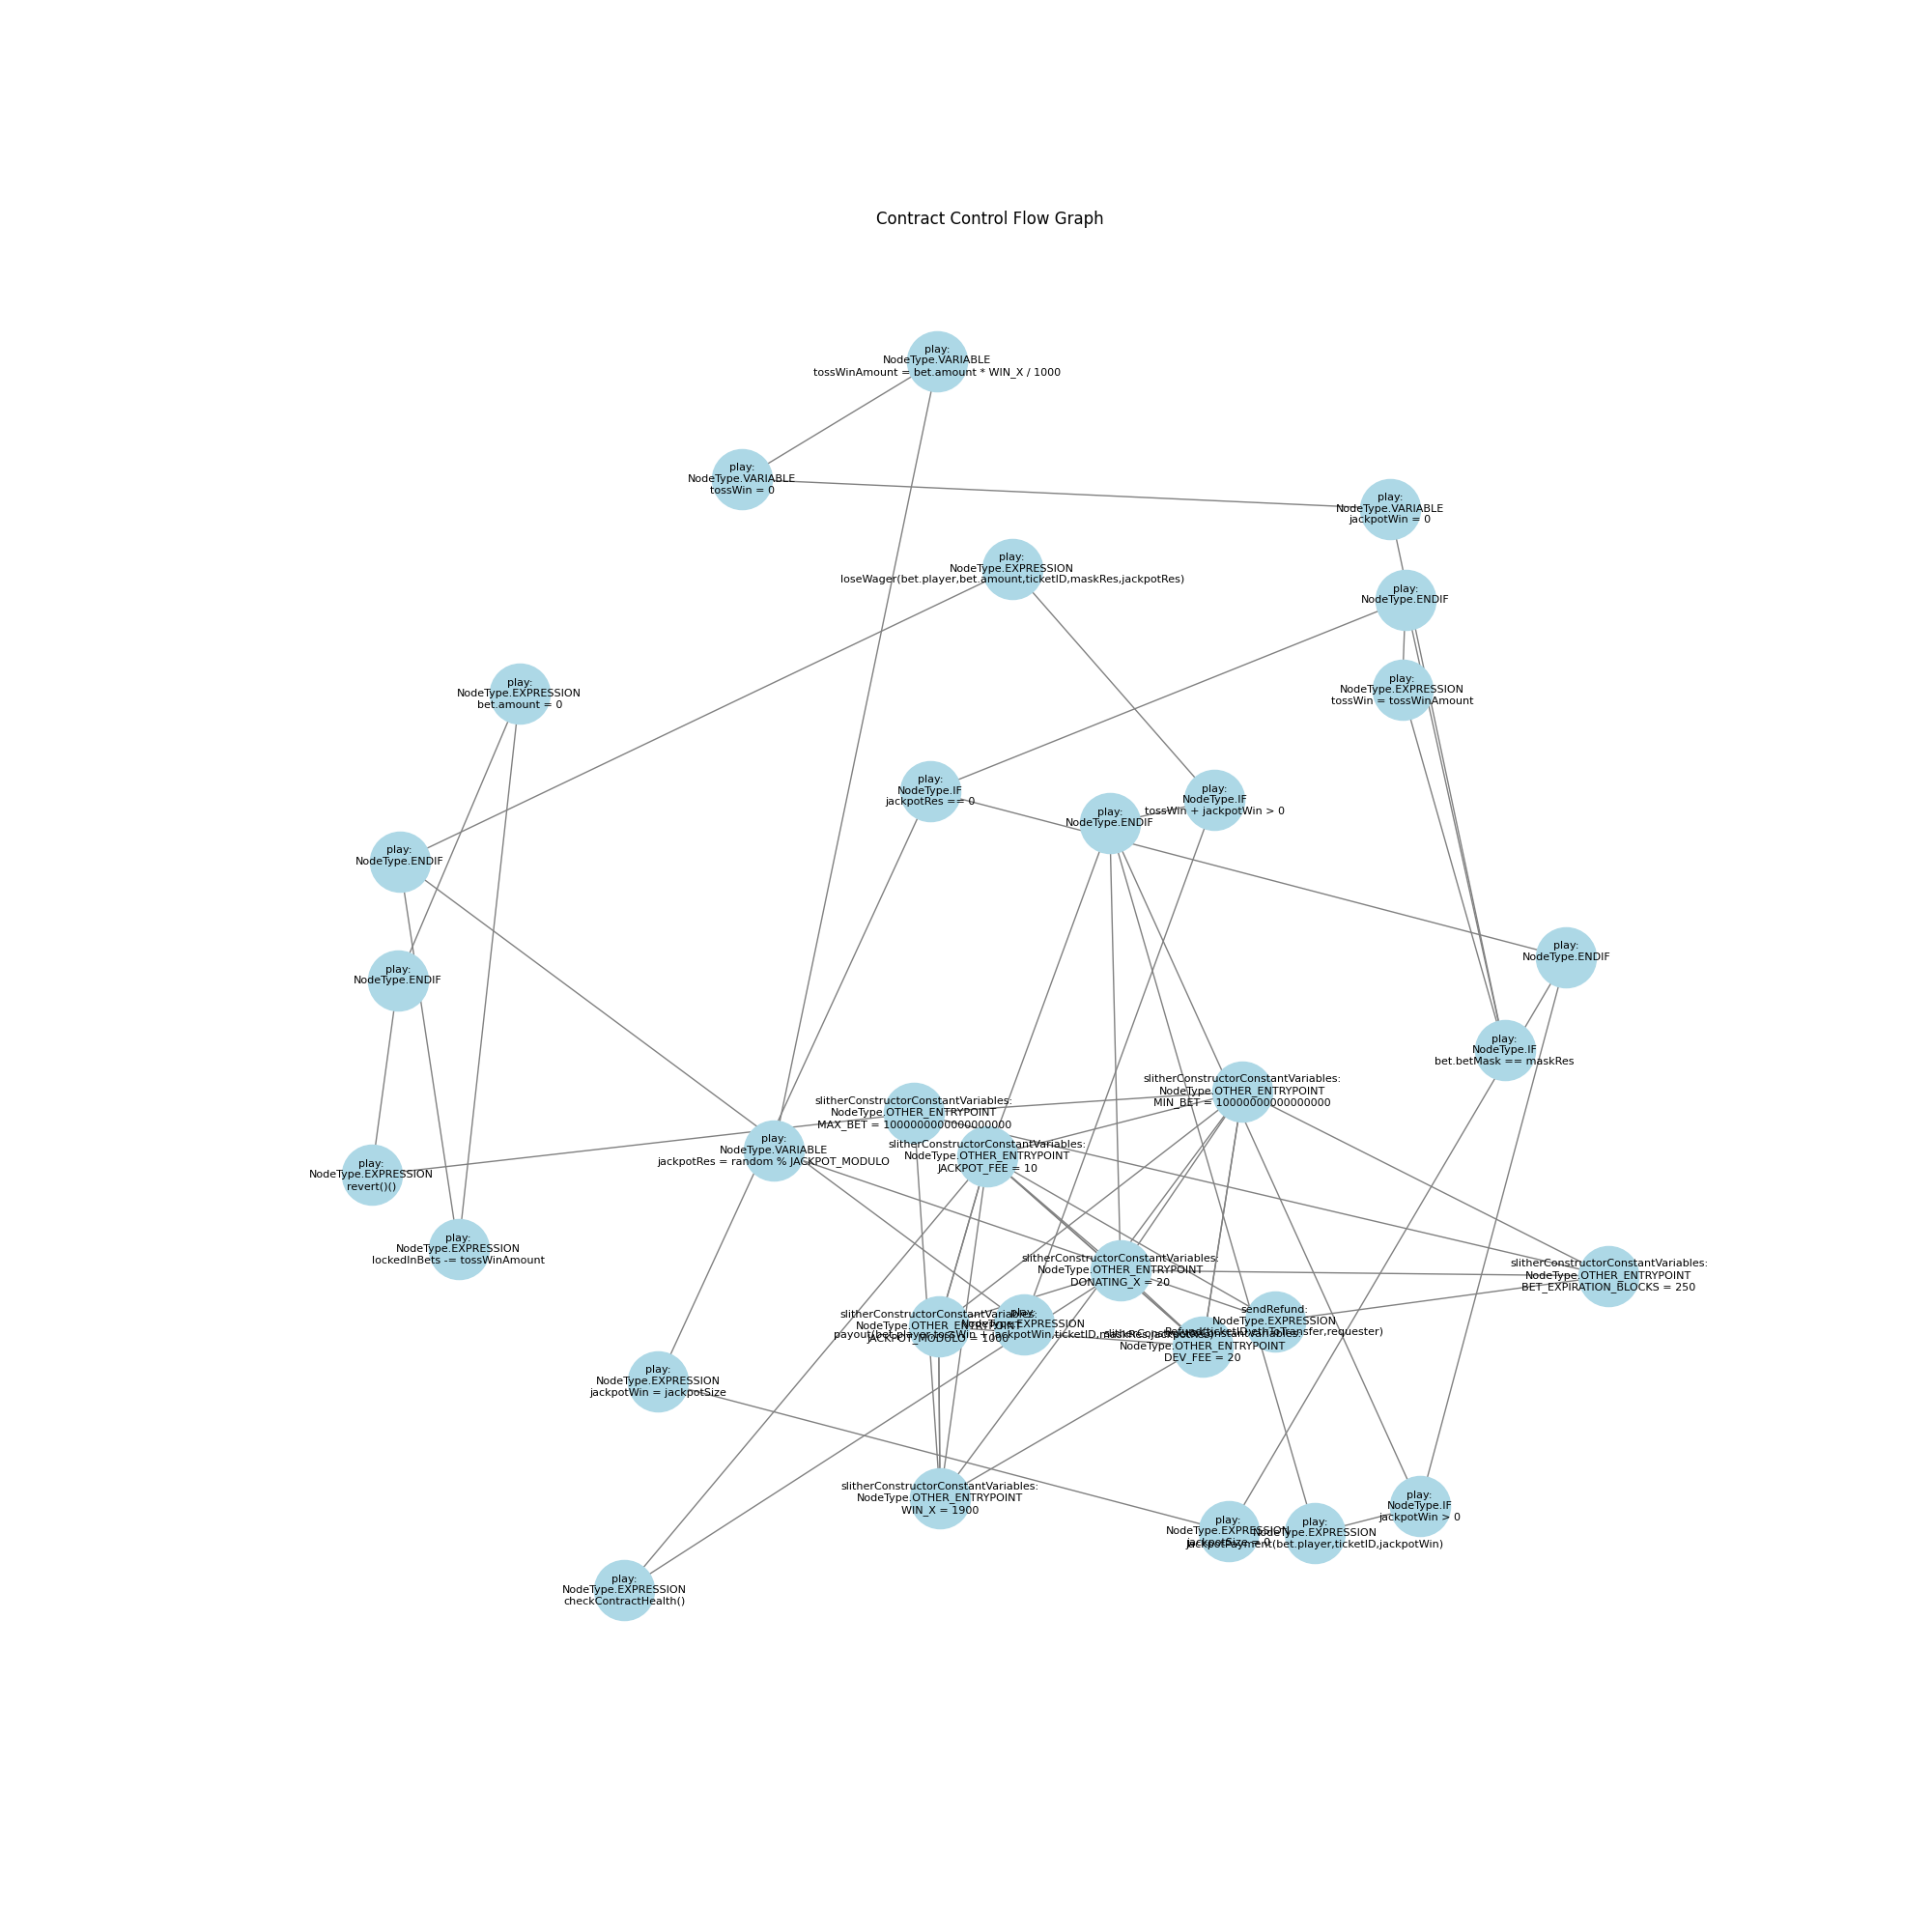 Contract Control Flow Graph
play:
NodeType.VARIABLE
tossWinAmount = bet.amount * WIN_X / 1000
play:
NodeType.VARIABLE
tossWin = 0
play:
NodeType.VARIABLE
jackpotWin = 0
play:
NodeType.EXPRESSION
loseWager(bet.player,bet.amount,ticketID,maskRes,jackpotRes)
play:
NodeType.ENDIF
play:
NodeType.EXPRESSION
bet.amount = 0
play:
NodeType.EXPRESSION
tossWin = tossWinAmount
play:
NodeType.IF
jackpotRes == 0
play:
NodeType.IF
tossWin + jackpotWin > 0
play:
NodeType.ENDIF
play:
NodeType.ENDIF
play:
NodeType.ENDIF
play:
NodeType.ENDIF
play:
NodeType.IF
bet.betMask == maskRes
slitherConstructorConstantVariables:
NodeType.OTHER_ENTRYPOINT
MIN_BET = 10000000000000000
slitherConstructorConstantVariables:
NodeType.OTHER_ENTRYPOINT
MAX_BET = 1000000000000000000
play:
NodeType.VARIABLE
jackpotRes = random % JACKPOT_MODULO
slitherConstructorConstantVariables:
NodeType.OTHER_ENTRYPOINT
JACKPOT_FEE = 10
play:
NodeType.EXPRESSION
revert()()
play:
NodeType.EXPRESSION
lockedInBets -= tossWinAmount
slitherConstructorConstantVariables:
NodeType.OTHER_ENTRYPOINT
DONATING_X = 20
slitherConstructorConstantVariables:
NodeType.OTHER_ENTRYPOINT
BET_EXPIRATION_BLOCKS = 250
slitherConstructorConstantVariables:
NodeType.OTHER_ENTRYPOINT
JACKPOT_MODULO = 1000
play:
NodeType.EXPRESSION
payout(bet.player,tossWin + jackpotWin,ticketID,maskRes,jackpotRes)
sendRefund:
NodeType.EXPRESSION
Refund(ticketID,ethToTransfer,requester)
slitherConstructorConstantVariables:
NodeType.OTHER_ENTRYPOINT
DEV_FEE = 20
play:
NodeType.EXPRESSION
jackpotWin = jackpotSize
slitherConstructorConstantVariables:
NodeType.OTHER_ENTRYPOINT
WIN_X = 1900
play:
NodeType.IF
jackpotWin > 0
play:
NodeType.EXPRESSION
jackpotSize = 0
play:
NodeType.EXPRESSION
JackpotPayment(bet.player,ticketID,jackpotWin)
play:
NodeType.EXPRESSION
checkContractHealth()